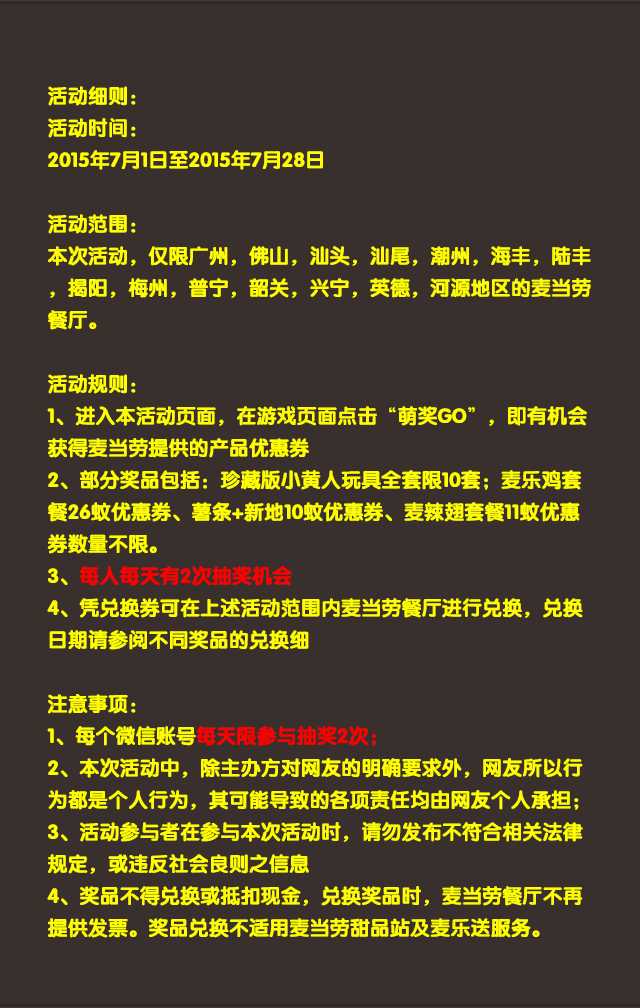 活动细则：
活动时间：
2015年7月1日至2015年7月28日
活动范围：
本次活动，仅限广州，佛山，汕头，汕尾，潮州，海丰，陆丰
，揭阳，梅州，普宁，韶关，兴宁，英德，河源地区的麦当劳
餐厅。
活动规则：
1、进入本活动页面，在游戏页面点击“萌奖GO”，即有机会
获得麦当劳提供的产品优惠券
2、部分奖品包括：珍藏版小黄人玩具全套限10套；麦乐鸡套
餐26蚊优惠券、薯条+新地10蚊优惠券、麦辣翅套餐11蚊优惠
券数量不限。
3、每人每天有2次抽奖机会
4、凭兑换券可在上述活动范围内麦当劳餐厅进行兑换，兑换
日期请参阅不同奖品的兑换细
注意事项：
1、每个微信账号每天限参与抽奖2次；
2、本次活动中，除主办方对网友的明确要求外，网友所以行
为都是个人行为，其可能导致的各项责任均由网友个人承担；
3、活动参与者在参与本次活动时，请勿发布不符合相关法律
规定，或违反社会良则之信息
4、奖品不得兑换或抵扣现金，兑换奖品时，麦当劳餐厅不再
提供发票。奖品兑换不适用麦当劳甜品站及麦乐送服务。